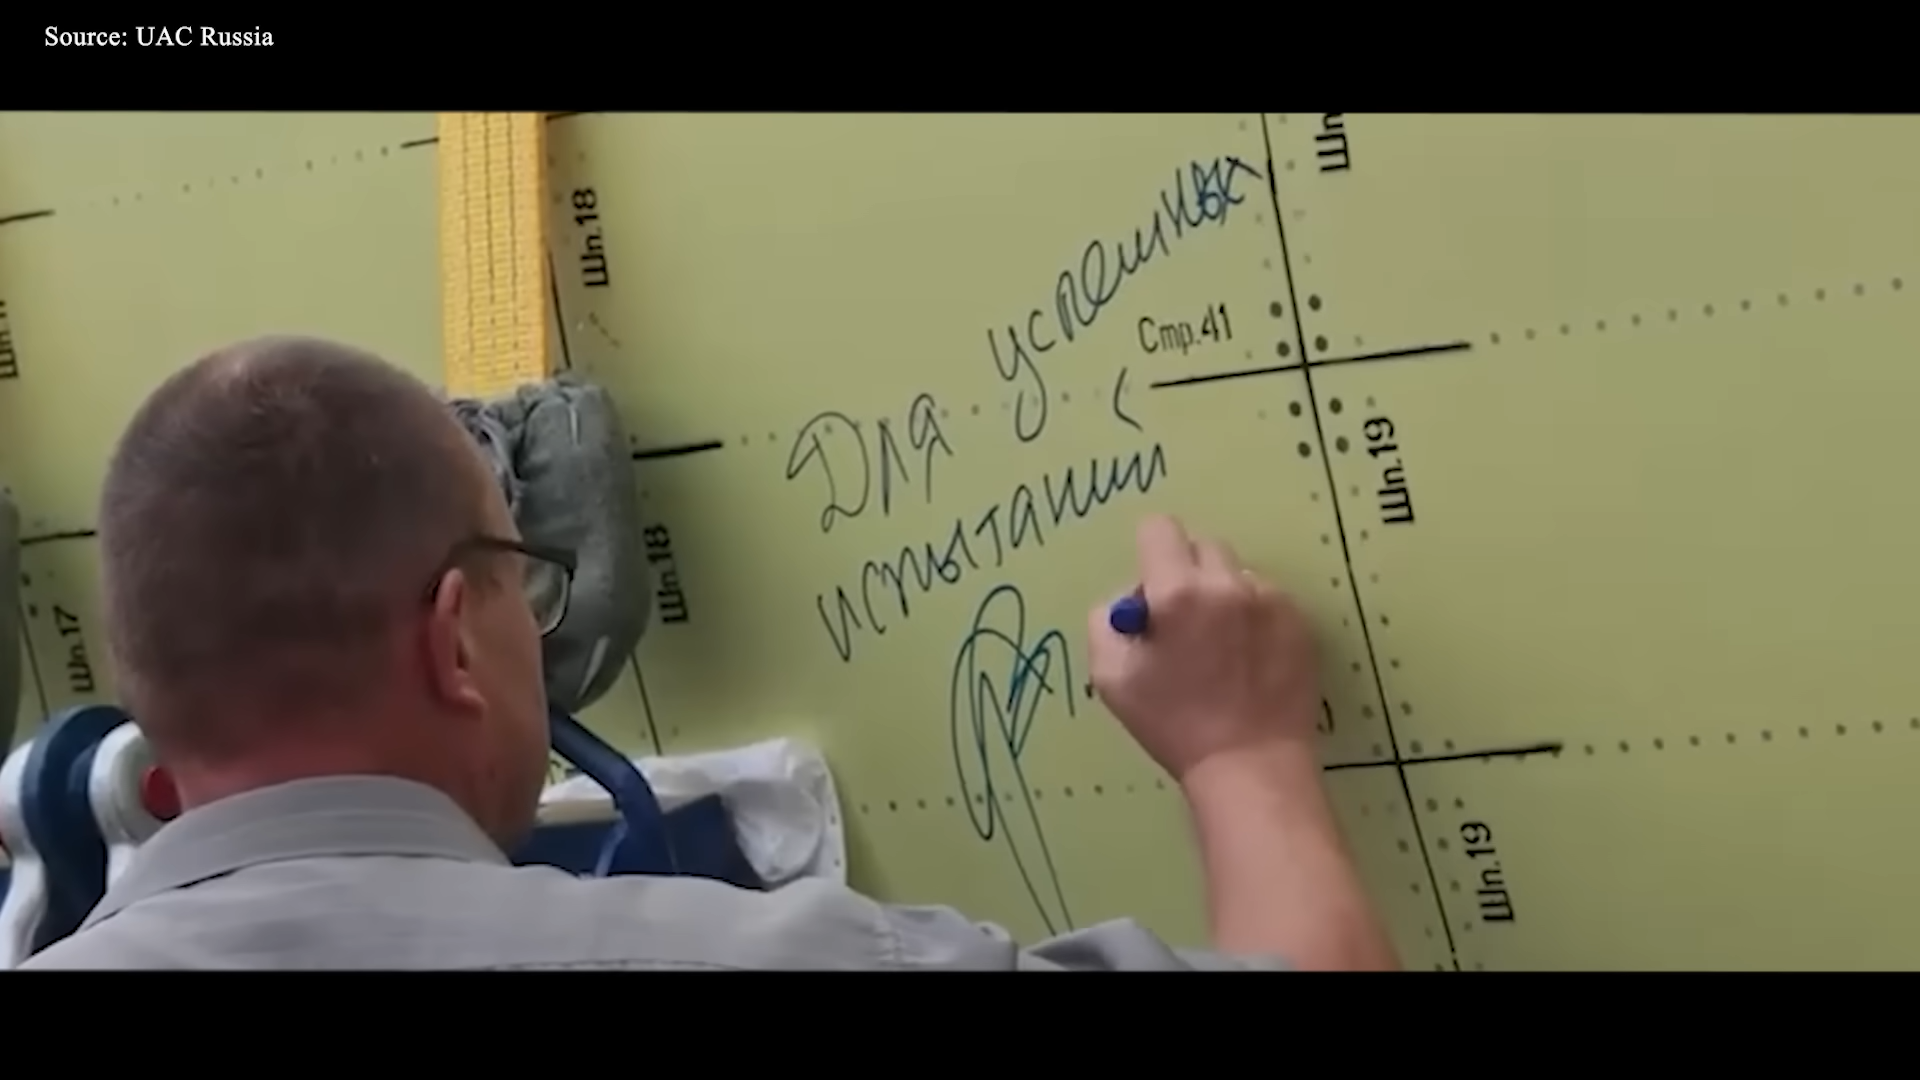 Source: UAC Russia
Шп.18
Для успешных
Стр.41
испытаний
Шп.19
Шп.18
Шп.17
Шп.19